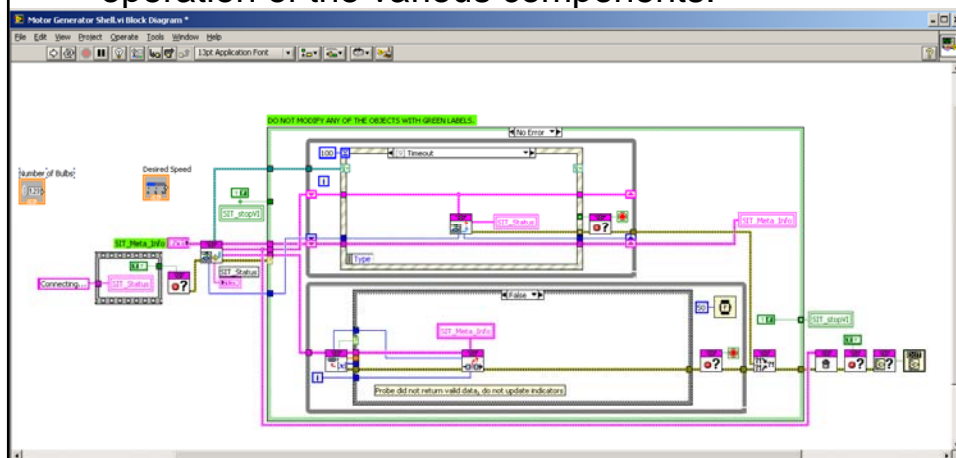 operation of the various components.
Motor Generator Shell.vi Block Diagram *
File Edit View Project Operate Tools Window Help
13pt Application Font
DO NOT MODIFY ANY OF THE OBJECTS WITH GREEN LABELS.
No Error
100
[9] Timeout
Number of Bulbs
Desired Speed
SIT_stopVI
SIT_Status
SIT_Meta_Info
SIT_Meta_Info
Type
SIT_Status
Connecting...
SIT_Status
False
50
SIT_Meta_Info
SIT_stopVI
Probe did not return valid data, do not update indicators